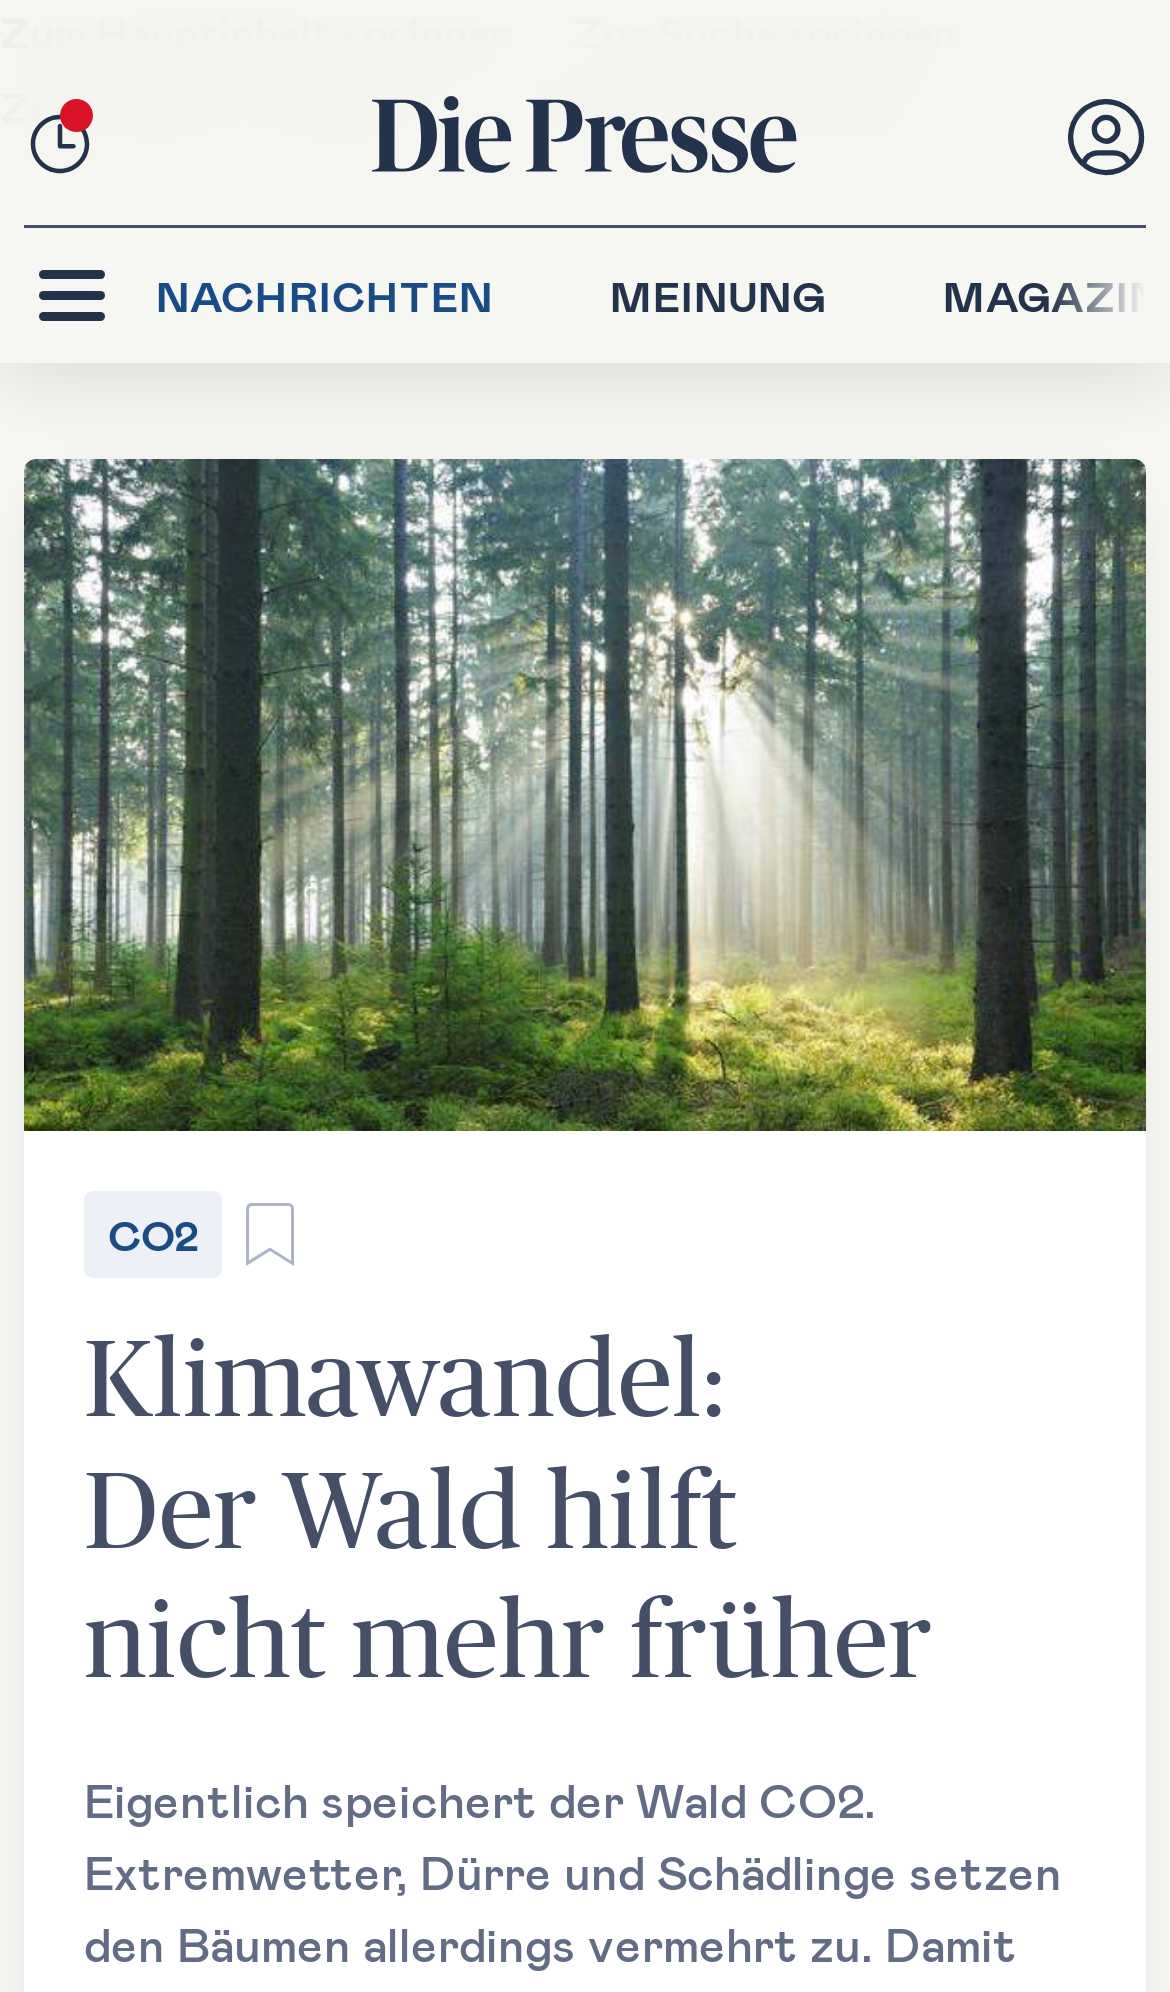 Zum Hauptinhalt springen Zur Suche springen
Die Presse
NACHRICHTEN MEINUNG MAGAZIN
CO2
Klimawandel:
Der Wald hilft
nicht mehr früher
Eigentlich speichert der Wald CO2.
Extremwetter, Dürre und Schädlinge setzen
den Bäumen allerdings vermehrt zu. Damit